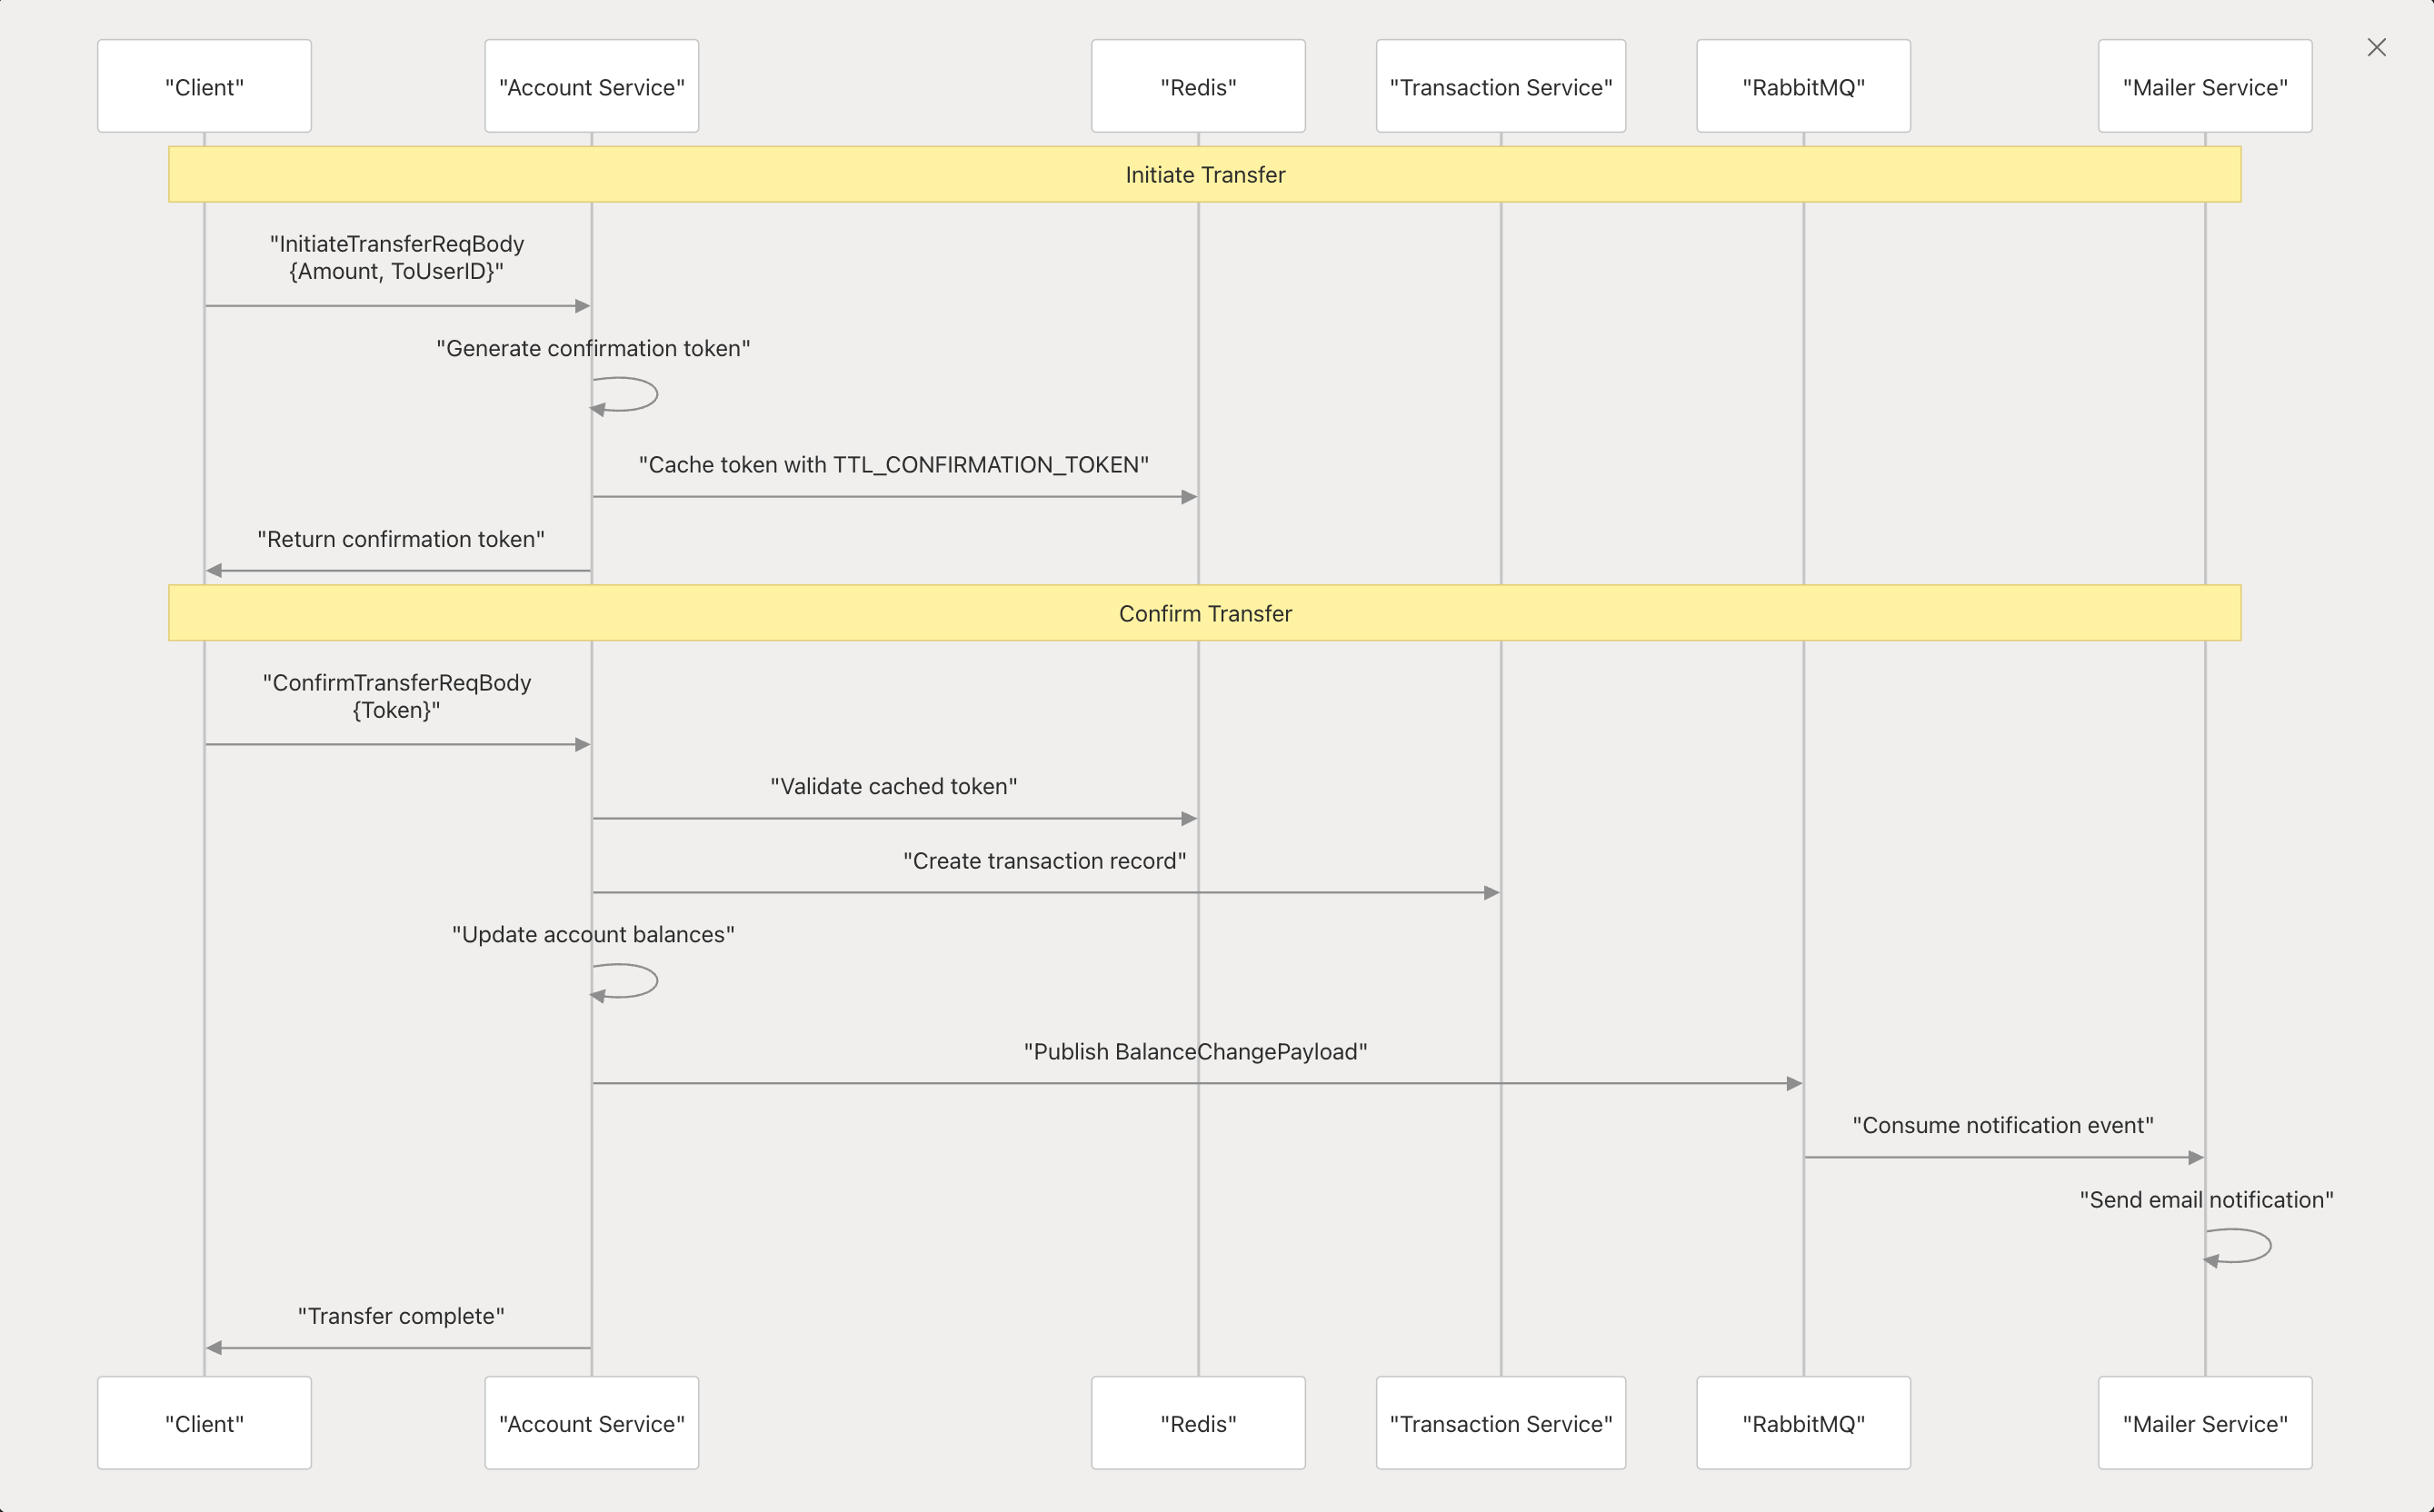 "Client"
"Account Service"
"Redis"
"Transaction Service"
"RabbitMQ"
"Mailer Service"
Initiate Transfer
"InitiateTransferReqBody
{Amount, ToUserID}"
"Generate confirmation token"
"Cache token with TTL_CONFIRMATION_TOKEN"
"Return confirmation token"
Confirm Transfer
"ConfirmTransferReqBody
{Token}"
"Validate cached token"
"Create transaction record"
"Update account balances"
"Publish BalanceChangePayload"
"Consume notification event"
"Send email notification"
"Transfer complete"
"Client"
"Account Service"
"Redis"
"Transaction Service"
"RabbitMQ"
"Mailer Service"